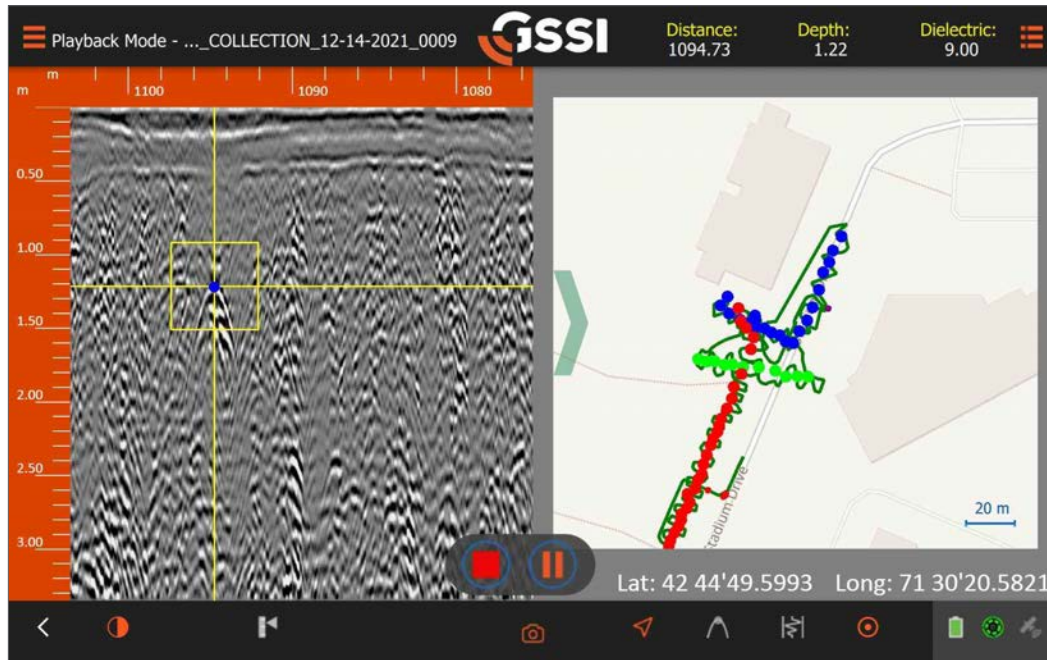 Playback Mode - ..._COLLECTION_12-14-2021_0009
GSSI
Distance:
1094.73
Depth:
1.22
Dielectric:
9.00
m
m
1100
1090
1080
0.50
1.00
1.50
2.00
2.50
3.00
Stadium Drive
20 m
Lat: 42 44'49.5993 Long: 71 30'20.5821